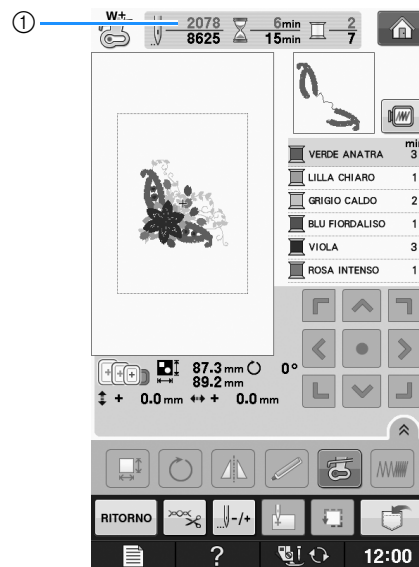 ①
W+
2078 6min 2
8625 15min 7
min
VERDE ANATRA 3
LILLA CHIARO 1
GRIGIO CALDO 2
BLU FIORDALISO 1
VIOLA 3
ROSA INTENSO 1
87.3 mm 0°
89.2 mm
+ 0.0 mm + 0.0 mm
RITORNO -/+
? 12:00